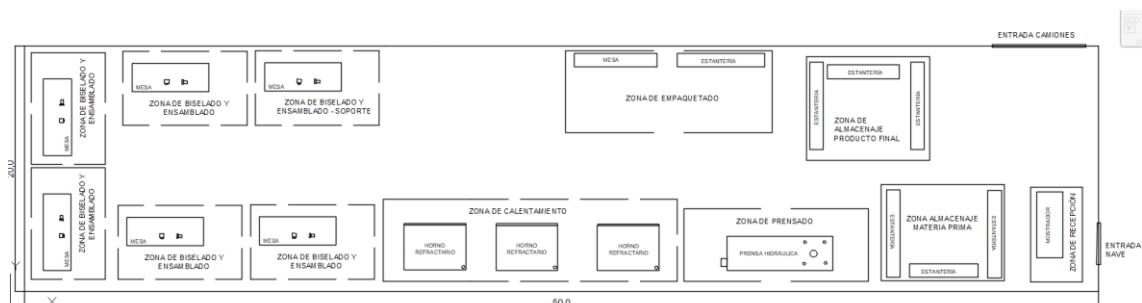 ENTRADA CAMIONES
MESA
ZONA DE BISELADO Y
ENSAMBLADO
MESA
ZONA DE BISELADO Y
ENSAMBLADO
MESA
ZONA DE BISELADO Y
ENSAMBLADO - SOPORTE
MESA
ESTANTERÍA
ZONA DE EMPAQUETADO
ESTANTERÍA
ESTANTERÍA
ESTANTERÍA
ZONA DE
ALMACENAJE
PRODUCTO FINAL
20,0
MESA
ZONA DE BISELADO Y
ENSAMBLADO
MESA
ZONA DE BISELADO Y
ENSAMBLADO
MESA
ZONA DE BISELADO Y
ENSAMBLADO
ZONA DE CALENTAMIENTO
HORNO
REFRACTARIO
HORNO
REFRACTARIO
HORNO
REFRACTARIO
ZONA DE PRENSADO
PRENSA HIDRÁULICA
ESTANTERÍA
ZONA ALMACENAJE
MATERIA PRIMA
ESTANTERÍA
ESTANTERÍA
MOSTRADOR
ZONA DE RECEPCIÓN
ENTRADA
NAVE
50,0